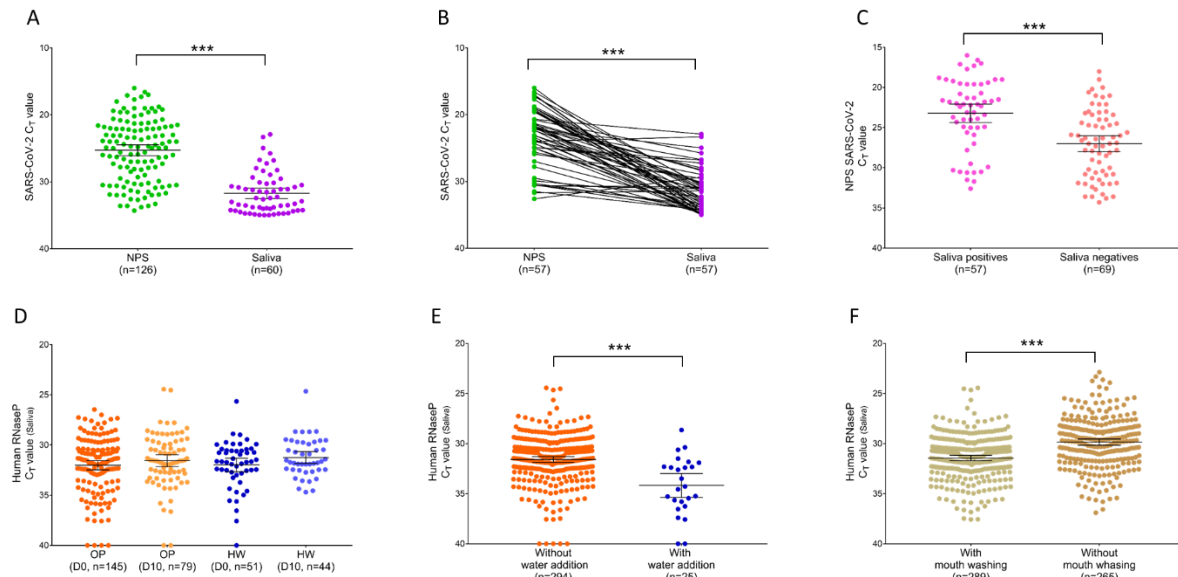 A
***
10
20
30
40
SARS-CoV-2 CT value
NPS
(n=126)
Saliva
(n=60)
B
***
10
20
30
40
SARS-CoV-2 CT value
NPS
(n=57)
Saliva
(n=57)
C
***
15
20
25
30
35
40
NPS SARS-CoV-2
CT value
Saliva positives
(n=57)
Saliva negatives
(n=69)
D
20
25
30
35
40
Human RNaseP
CT value (Saliva)
OP
(D0, n=145)
OP
(D10, n=79)
HW
(D0, n=51)
HW
(D10, n=44)
E
***
20
25
30
35
40
Human RNaseP
CT value (Saliva)
Without
water addition
(n=294)
With
water addition
(n=25)
F
***
20
25
30
35
40
Human RNaseP
CT value (Saliva)
With
mouth washing
(n=289)
Without
mouth whasing
(n=265)